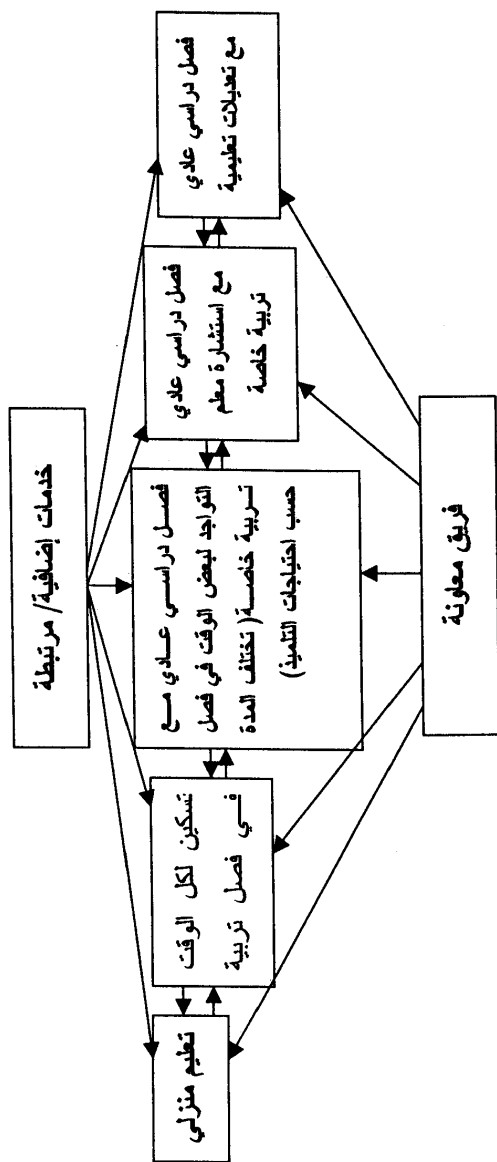 خدمات إضافية/ مرتبطة
فصل دراسي عادي
مع تعديلات تعليمية
فصل دراسي عادي
مع استشارة معلم
تربية خاصة
فصل دراسي عادي مع
التواجد لبعض الوقت في فصل
تربية خاصة( تختلف المدة
حسب احتياجات التلميذ)
تسكين لكل الوقت
في فصل تربية
تعليم منزلي
فريق معاونة